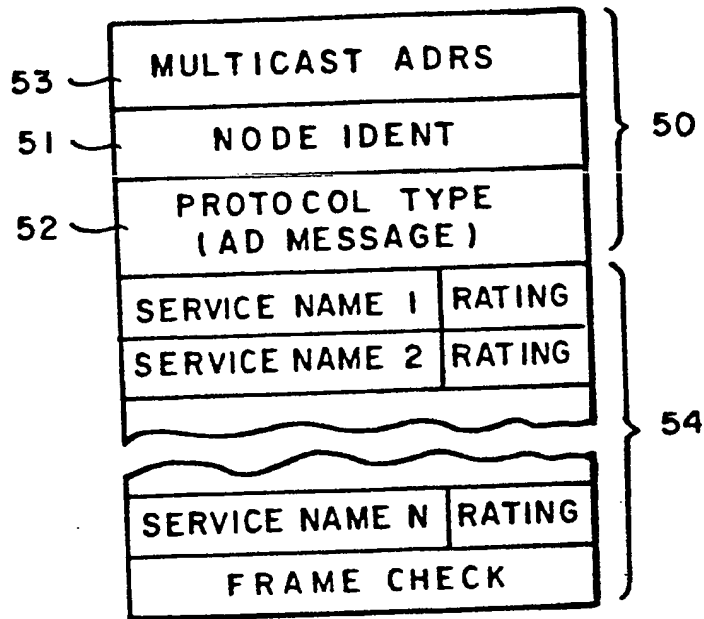 53 MULTICAST ADRS
51 NODE IDENT
50
52 PROTOCOL TYPE
(AD MESSAGE)
SERVICE NAME 1 RATING
SERVICE NAME 2 RATING
54
SERVICE NAME N RATING
FRAME CHECK